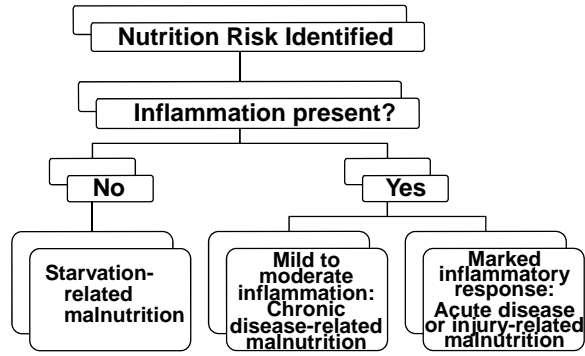 Nutrition Risk Identified
Inflammation present?
No
Yes
Starvation-
related
malnutrition
Mild to
moderate
inflammation:
Chronic
disease-related
malnutrition
Marked
inflammatory
response:
Acute disease
or injury-related
malnutrition